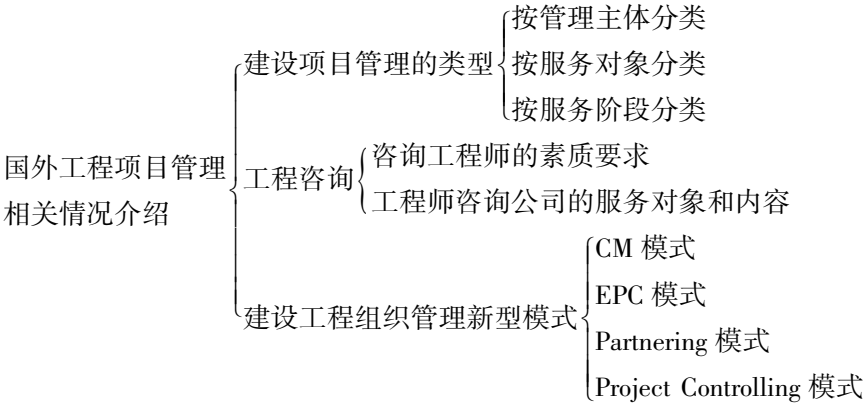 国外工程项目管理
相关情况介绍
建设项目管理的类型
按管理主体分类
按服务对象分类
按服务阶段分类
工程咨询
咨询工程师的素质要求
工程师咨询公司的服务对象和内容
建设工程组织管理新型模式
CM 模式
EPC 模式
Partnering 模式
Project Controlling 模式